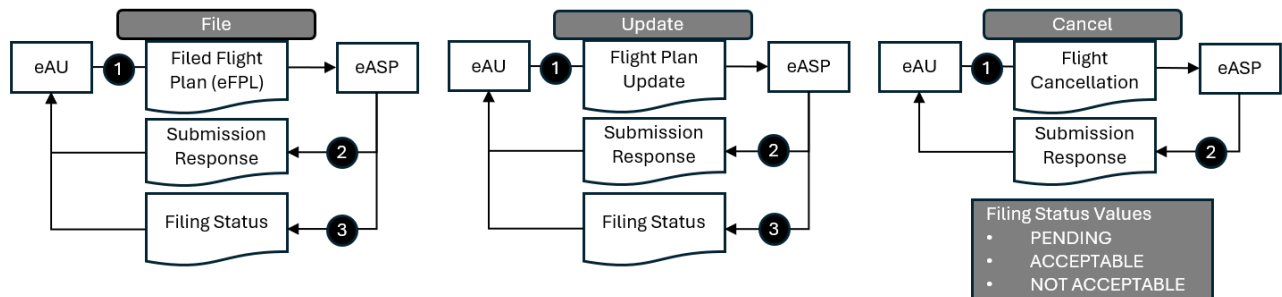 File
eAU
1
Filed Flight
Plan (eFPL)
eASP
Submission
Response
2
Filing Status
3
Update
eAU
1
Flight Plan
Update
eASP
Submission
Response
2
Filing Status
3
Cancel
eAU
1
Flight
Cancellation
eASP
Submission
Response
2
Filing Status Values
• PENDING
• ACCEPTABLE
• NOT ACCEPTABLE